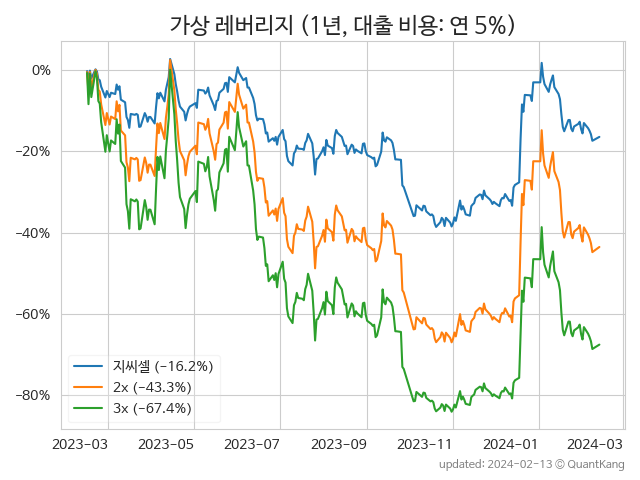 가상 레버리지 (1년, 대출 비용: 연 5%)
0%
−20%
−40%
−60%
−80%
지씨셀 (−16.2%)
2x (−43.3%)
3x (−67.4%)
2023−03 2023−05 2023−07 2023−09 2023−11 2024−01 2024−03
updated: 2024−02−13 © QuantKang